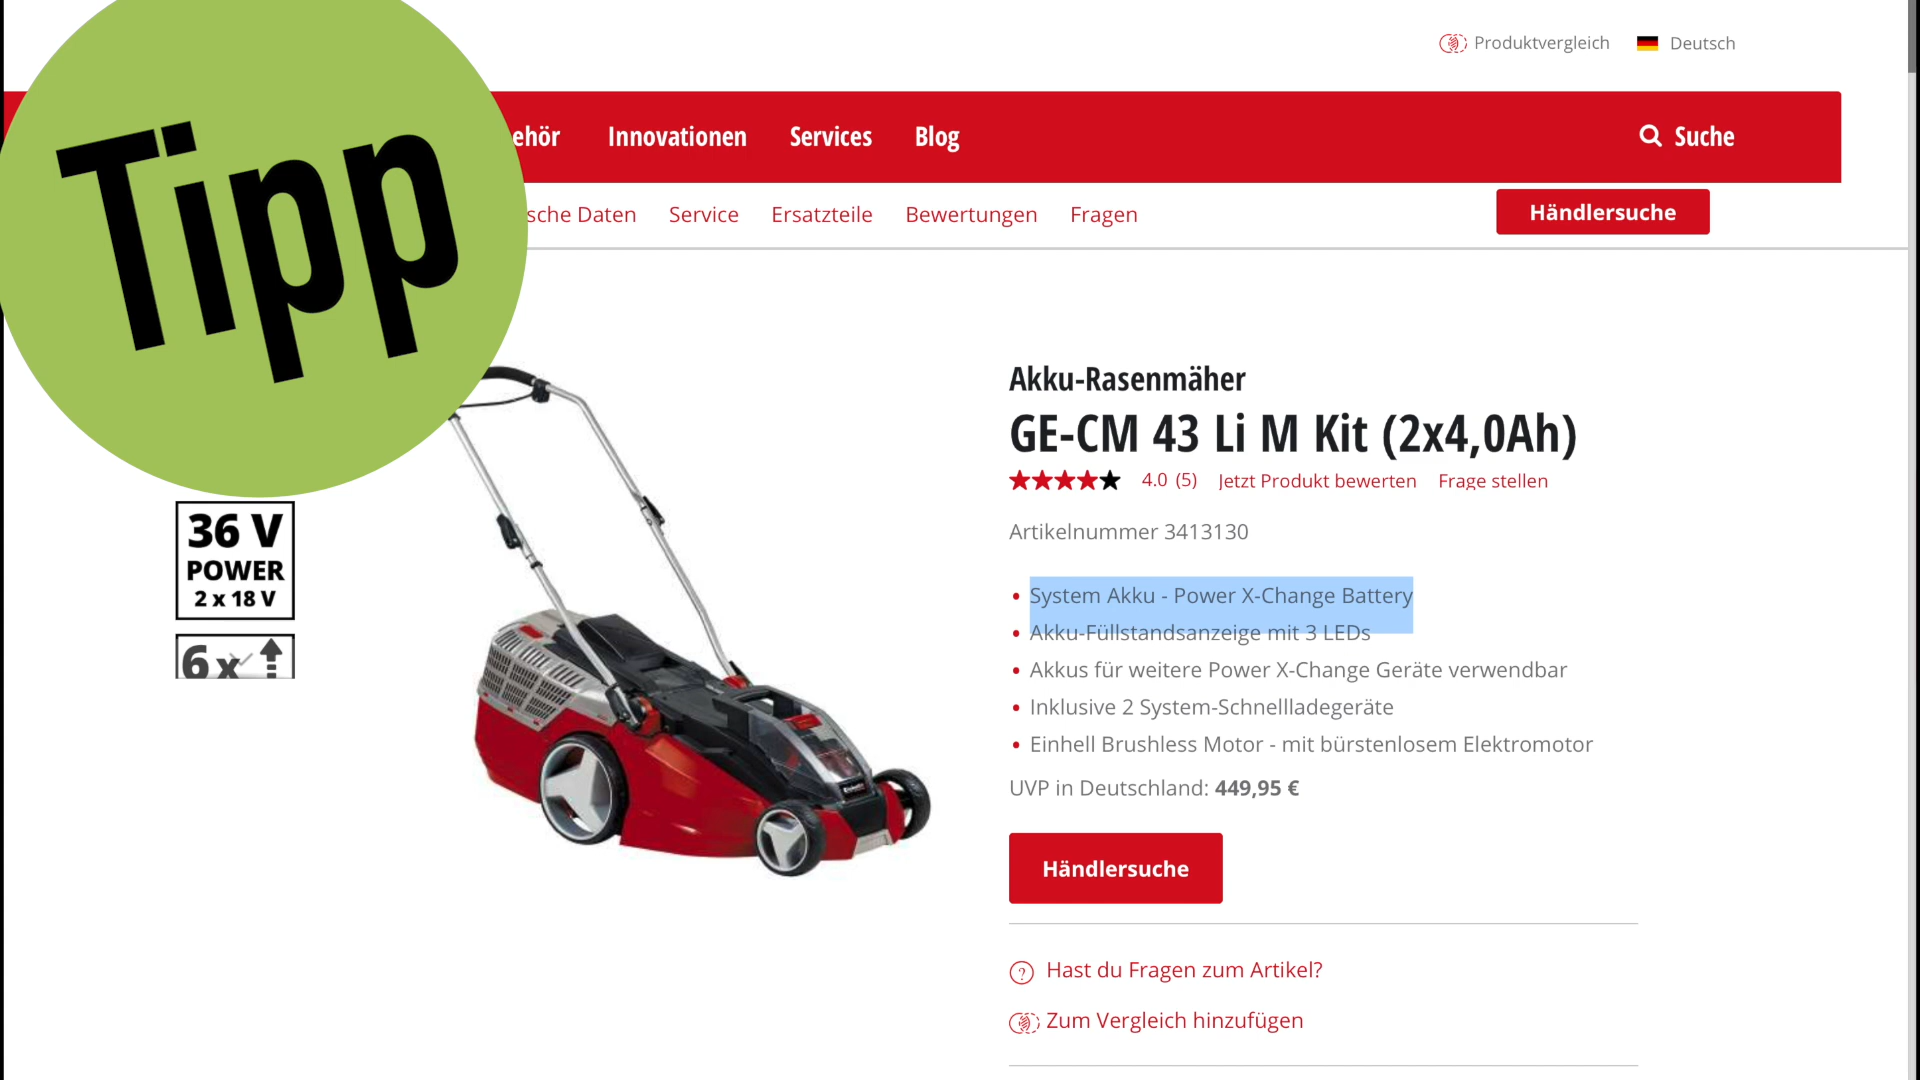 Tipp
Produktvergleich
Deutsch
ehör
Innovationen
Services
Blog
Suche
sche Daten
Service
Ersatzteile
Bewertungen
Fragen
Händlersuche
Akku-Rasenmäher
GE-CM 43 Li M Kit (2x4,0Ah)
4.0 (5) Jetzt Produkt bewerten Frage stellen
Artikelnummer 3413130
36 V
POWER
2 x 18 V
6 x
System Akku - Power X-Change Battery
Akku-Füllstandsanzeige mit 3 LEDs
Akkus für weitere Power X-Change Geräte verwendbar
Inklusive 2 System-Schnellladegeräte
Einhell Brushless Motor - mit bürstenlosem Elektromotor
UVP in Deutschland: 449,95 €
Händlersuche
Hast du Fragen zum Artikel?
Zum Vergleich hinzufügen